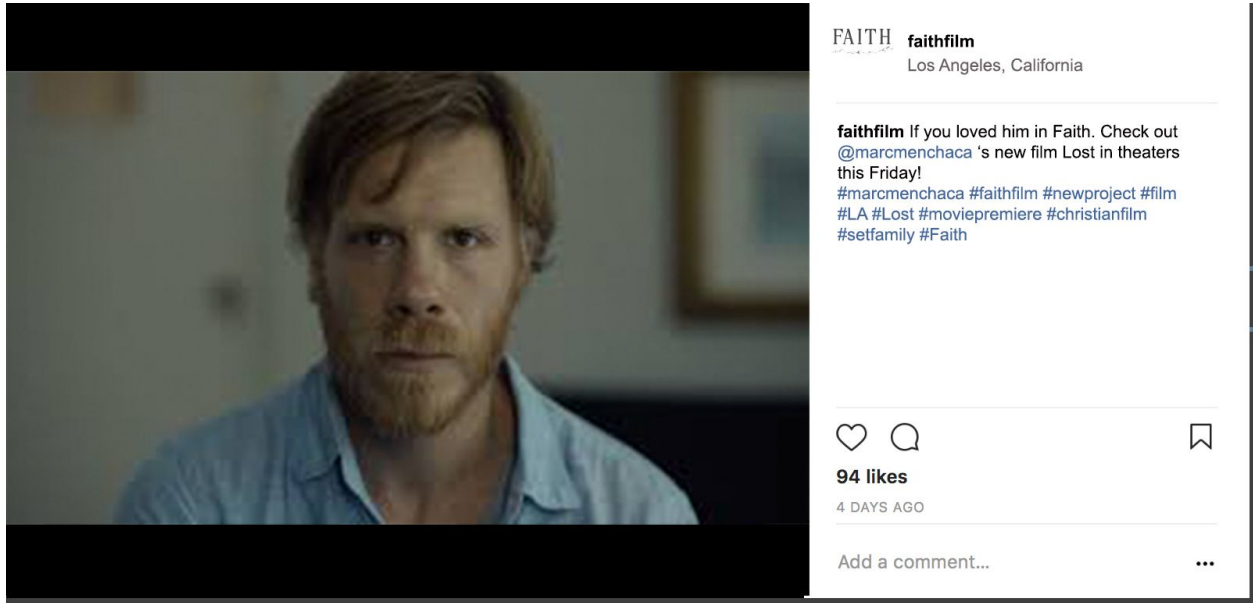 FAITH
faithfilm
Los Angeles, California
faithfilm If you loved him in Faith. Check out
@marcmenchaca ‘s new film Lost in theaters
this Friday!
#marcmenchaca #faithfilm #newproject #film
#LA #Lost #moviepremiere #christianfilm
#setfamily #Faith
94 likes
4 DAYS AGO
Add a comment...